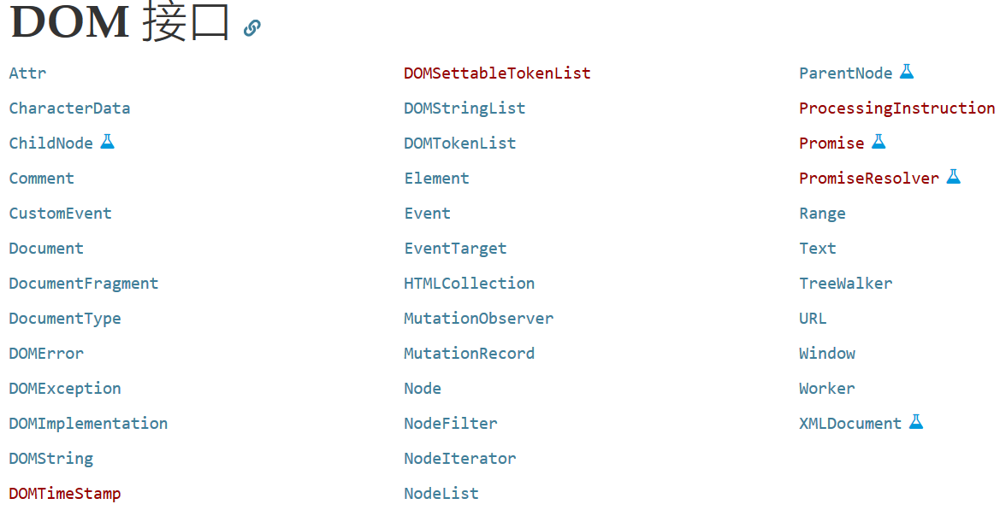 DOM 接口
Attr
CharacterData
ChildNode
Comment
CustomEvent
Document
DocumentFragment
DocumentType
DOMError
DOMException
DOMImplementation
DOMString
DOMTimeStamp
DOMSettableTokenList
DOMStringList
DOMTokenList
Element
Event
EventTarget
HTMLCollection
MutationObserver
MutationRecord
Node
NodeFilter
NodeIterator
NodeList
ParentNode
ProcessingInstruction
Promise
PromiseResolver
Range
Text
TreeWalker
URL
Window
Worker
XMLDocument